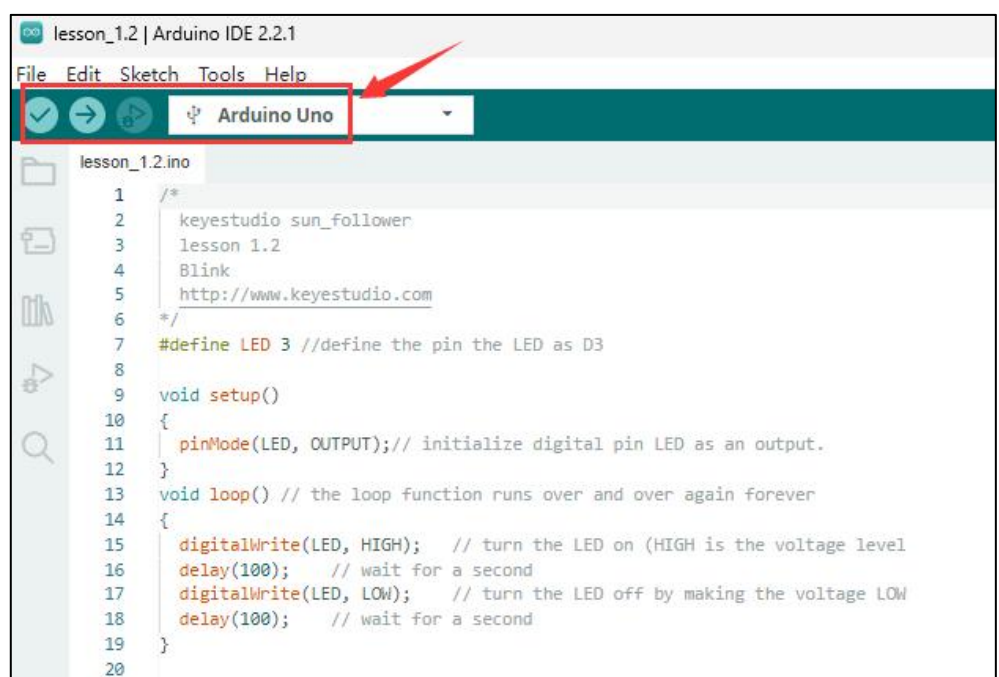 lesson_1.2 | Arduino IDE 2.2.1
File Edit Sketch Tools Help
Arduino Uno
lesson_1.2.ino
1 /*
2 keyestudio sun_follower
3 lesson 1.2
4 Blink
5 http://www.keyestudio.com
6 */
7 #define LED 3 //define the pin the LED as D3
8
9 void setup()
10 {
11 pinMode(LED, OUTPUT);// initialize digital pin LED as an output.
12 }
13 void loop() // the loop function runs over and over again forever
14 {
15 digitalWrite(LED, HIGH); // turn the LED on (HIGH is the voltage level
16 delay(100); // wait for a second
17 digitalWrite(LED, LOW); // turn the LED off by making the voltage LOW
18 delay(100); // wait for a second
19 }
20